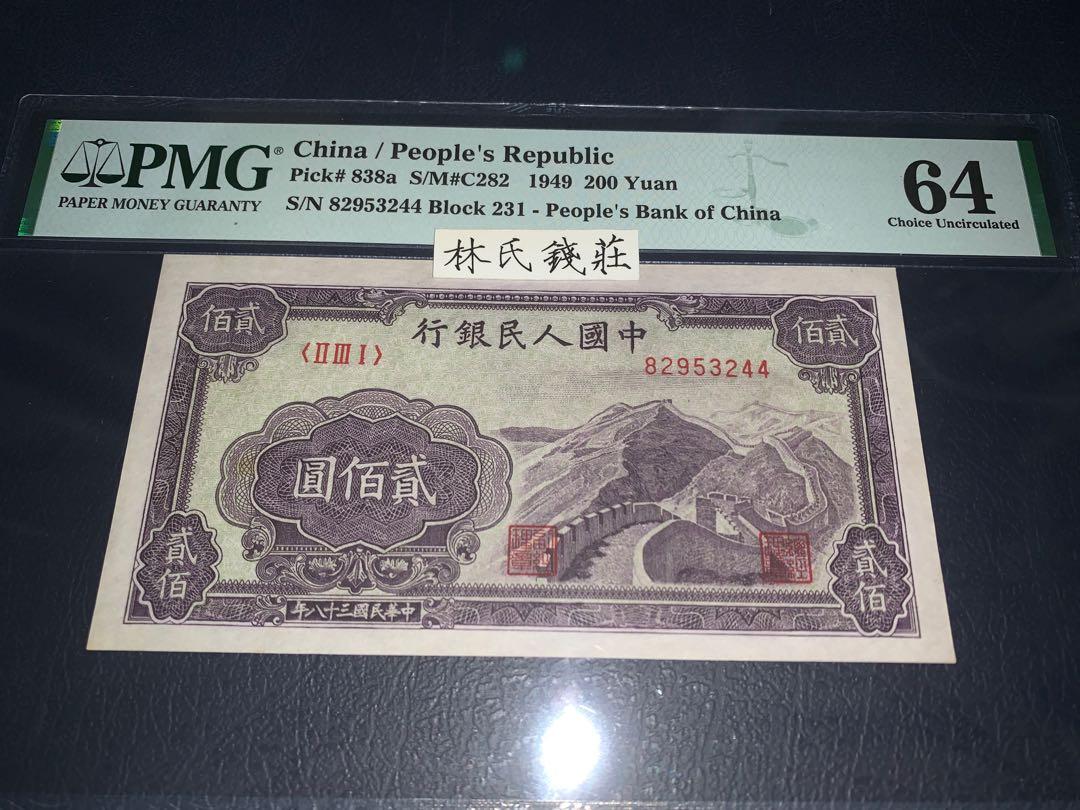 PMG® China / People's Republic
Pick# 838a S/M#C282 1949 200 Yuan
PAPER MONEY GUARANTY
S/N 82953244 Block 231 - People's Bank of China
64
Choice Uncirculated
林氏錢莊
佰貳
行銀民人國中
佰貳
〈II III I〉
82953244
圓佰貳
貳佰
貳佰
年八十三國民華中